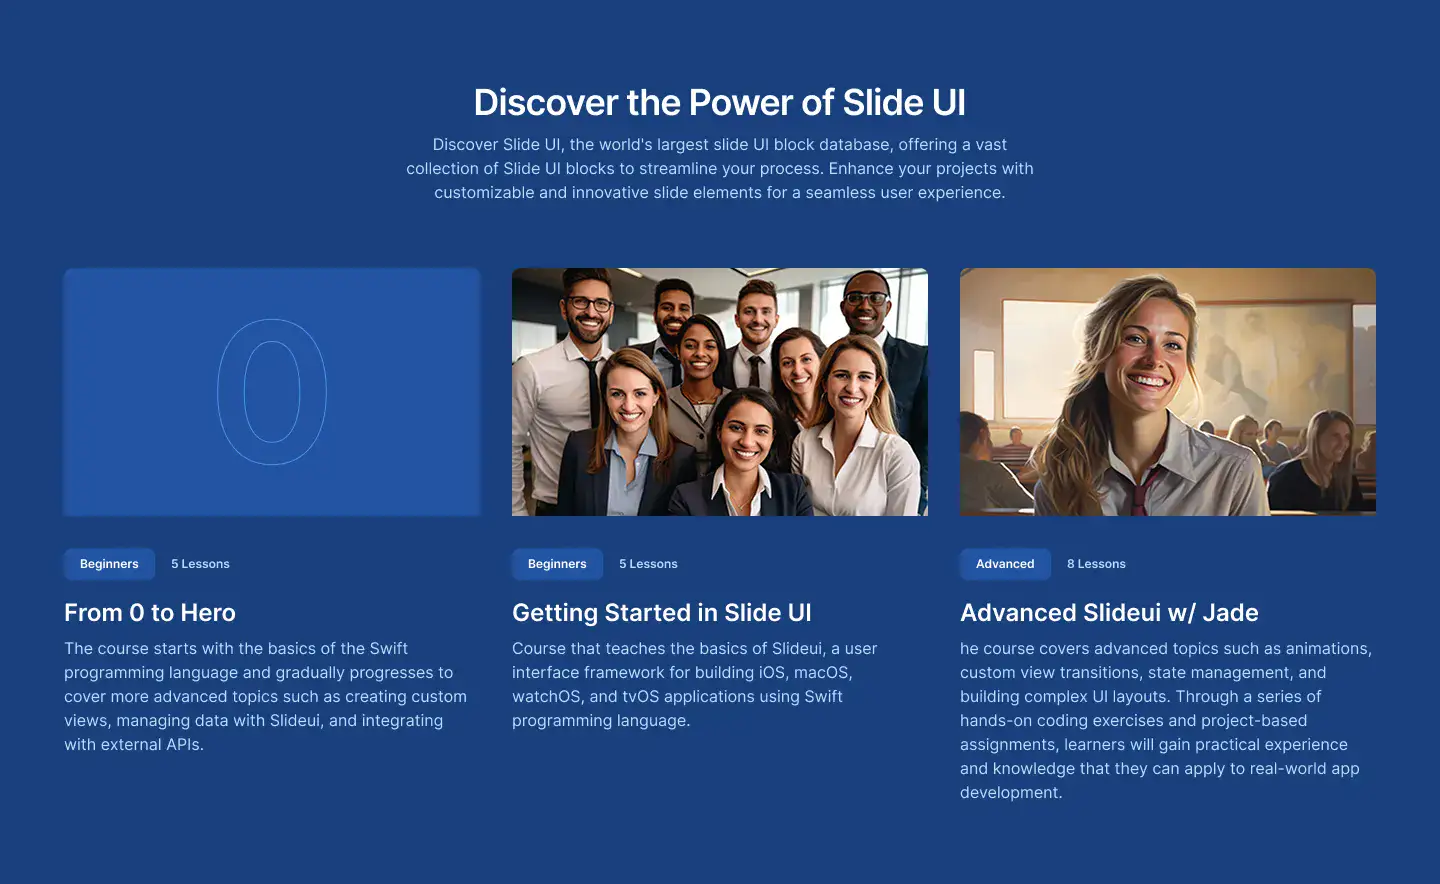 Discover the Power of Slide UI
Discover Slide UI, the world's largest slide UI block database, offering a vast
collection of Slide UI blocks to streamline your process. Enhance your projects with
customizable and innovative slide elements for a seamless user experience.
0
Beginners 5 Lessons
From 0 to Hero
The course starts with the basics of the Swift
programming language and gradually progresses to
cover more advanced topics such as creating custom
views, managing data with Slideui, and integrating
with external APIs.
Beginners 5 Lessons
Getting Started in Slide UI
Course that teaches the basics of Slideui, a user
interface framework for building iOS, macOS,
watchOS, and tvOS applications using Swift
programming language.
Advanced 8 Lessons
Advanced Slideui w/ Jade
he course covers advanced topics such as animations,
custom view transitions, state management, and
building complex UI layouts. Through a series of
hands-on coding exercises and project-based
assignments, learners will gain practical experience
and knowledge that they can apply to real-world app
development.